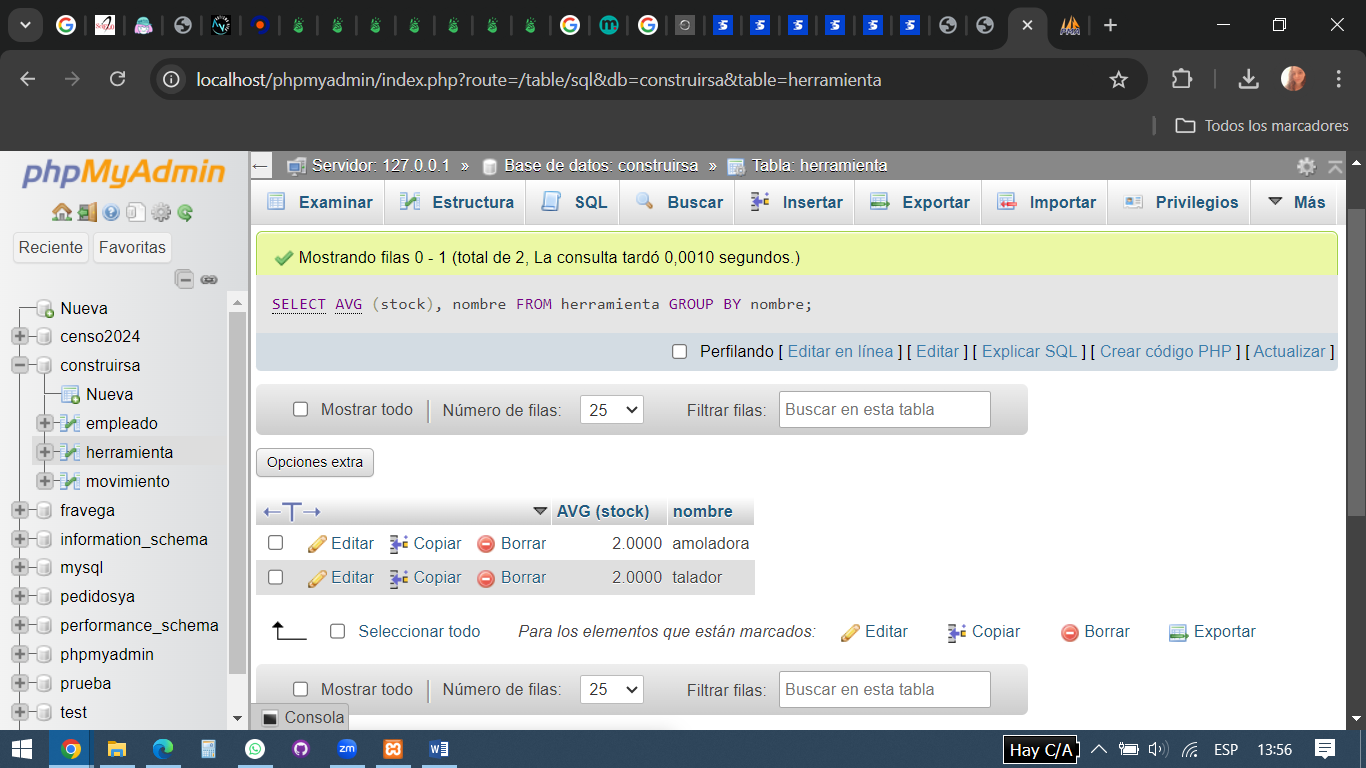 localhost/phpmyadmin/index.php?route=/table/sql&db=construirsa&table=herramienta
Todos los marcadores
phpMyAdmin
Reciente Favoritas
Nueva
censo2024
construirsa
Nueva
empleado
herramienta
movimiento
fravega
information_schema
mysql
pedidosya
performance_schema
phpmyadmin
prueba
test
Servidor: 127.0.0.1 » Base de datos: construirsa » Tabla: herramienta
Examinar Estructura SQL Buscar Insertar Exportar Importar Privilegios Más
Mostrando filas 0 - 1 (total de 2, La consulta tardó 0,0010 segundos.)
SELECT AVG (stock), nombre FROM herramienta GROUP BY nombre;
Perfilando [ Editar en línea ] [ Editar ] [ Explicar SQL ] [ Crear código PHP ] [ Actualizar ]
Mostrar todo Número de filas: 25 Filtrar filas: Buscar en esta tabla
Opciones extra
←T→ AVG (stock) nombre
Editar Copiar Borrar 2.0000 amoladora
Editar Copiar Borrar 2.0000 talador
Seleccionar todo Para los elementos que están marcados: Editar Copiar Borrar Exportar
Mostrar todo Número de filas: 25 Filtrar filas: Buscar en esta tabla
Consola
zm Hay C/A ESP 13:56